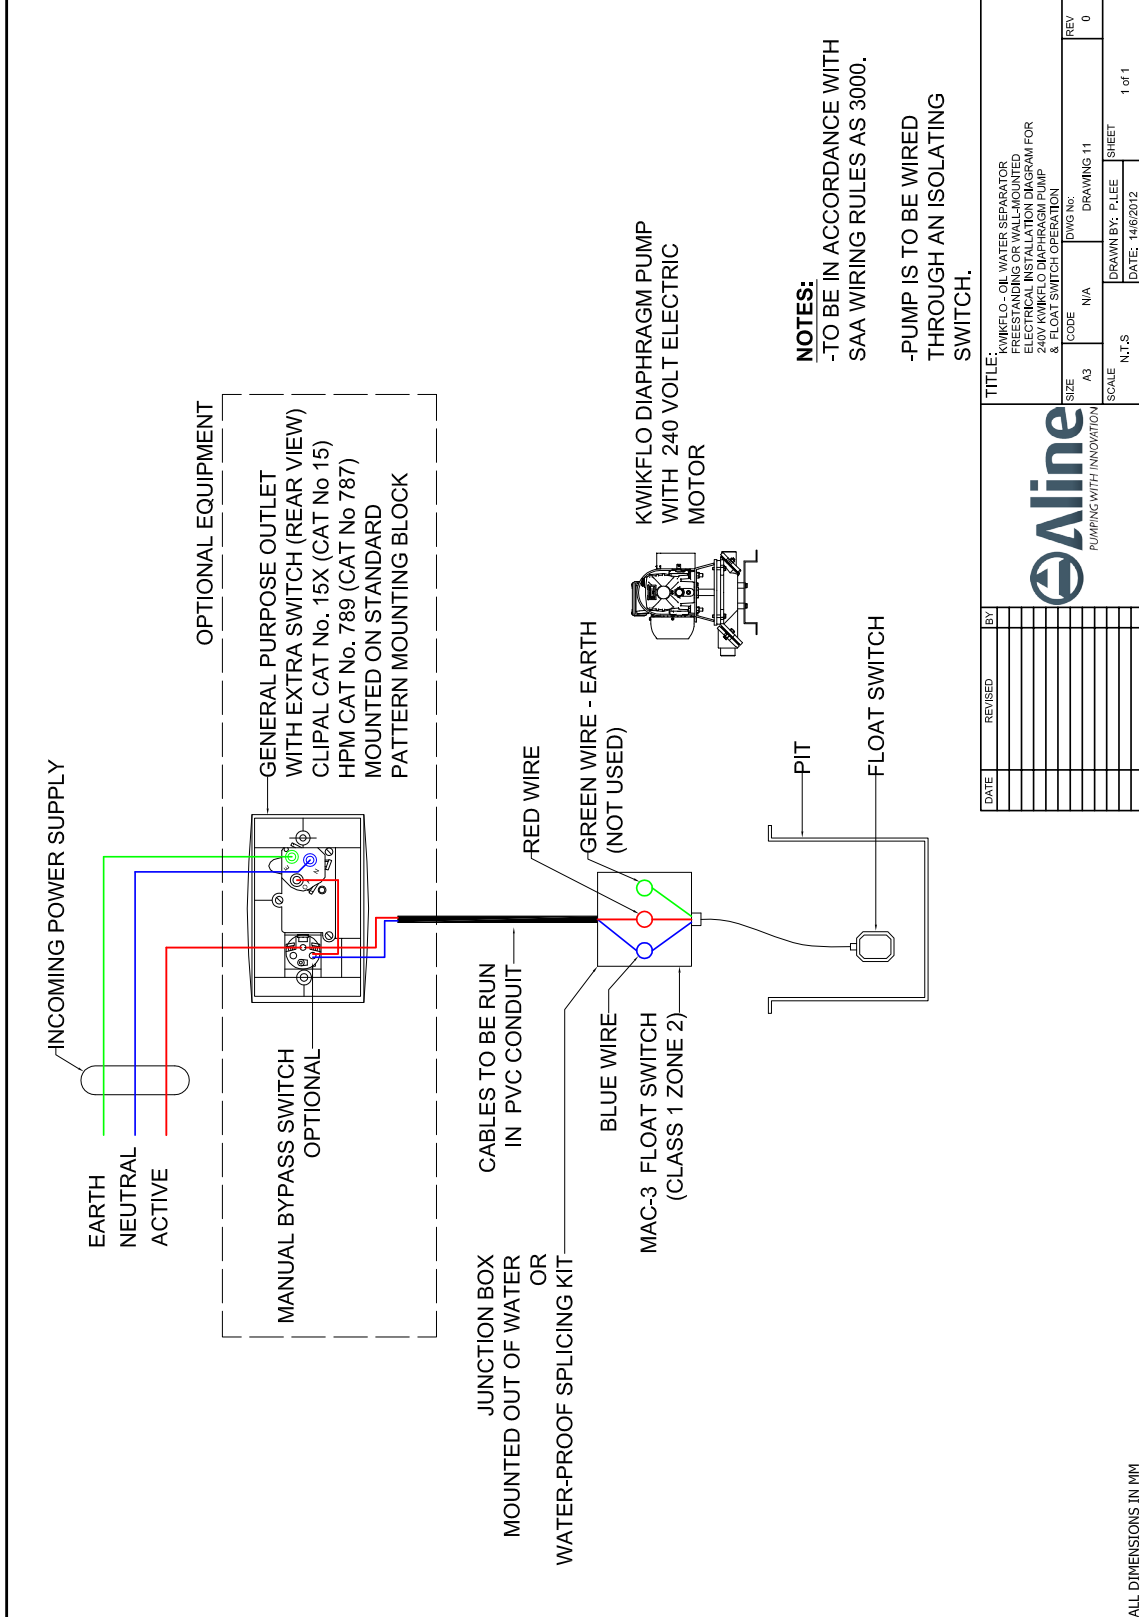 INCOMING POWER SUPPLY
EARTH
NEUTRAL
ACTIVE
OPTIONAL EQUIPMENT
GENERAL PURPOSE OUTLET
WITH EXTRA SWITCH (REAR VIEW)
CLIPAL CAT No. 15X (CAT No 15)
HPM CAT No. 789 (CAT No 787)
MOUNTED ON STANDARD
PATTERN MOUNTING BLOCK
E
N
MANUAL BYPASS SWITCH
OPTIONAL
CABLES TO BE RUN
IN PVC CONDUIT
JUNCTION BOX
MOUNTED OUT OF WATER
OR
WATER-PROOF SPLICING KIT
RED WIRE
GREEN WIRE - EARTH
(NOT USED)
BLUE WIRE
MAC-3 FLOAT SWITCH
(CLASS 1 ZONE 2)
KWIKFLO DIAPHRAGM PUMP
WITH 240 VOLT ELECTRIC
MOTOR
PIT
FLOAT SWITCH
NOTES:
-TO BE IN ACCORDANCE WITH
SAA WIRING RULES AS 3000.
-PUMP IS TO BE WIRED
THROUGH AN ISOLATING
SWITCH.
ALL DIMENSIONS IN MM
DATE REVISED BY
Aline
PUMPING WITH INNOVATION
TITLE:
KWIKFLO - OIL WATER SEPARATOR
FREESTANDING OR WALL-MOUNTED
ELECTRICAL INSTALLATION DIAGRAM FOR
240V KWIKFLO DIAPHRAGM PUMP
& FLOAT SWITCH OPERATION
SIZE CODE DWG No: REV
A3 N/A DRAWING 11 0
SCALE DRAWN BY: P.LEE SHEET
N.T.S DATE: 14/6/2012 1 of 1